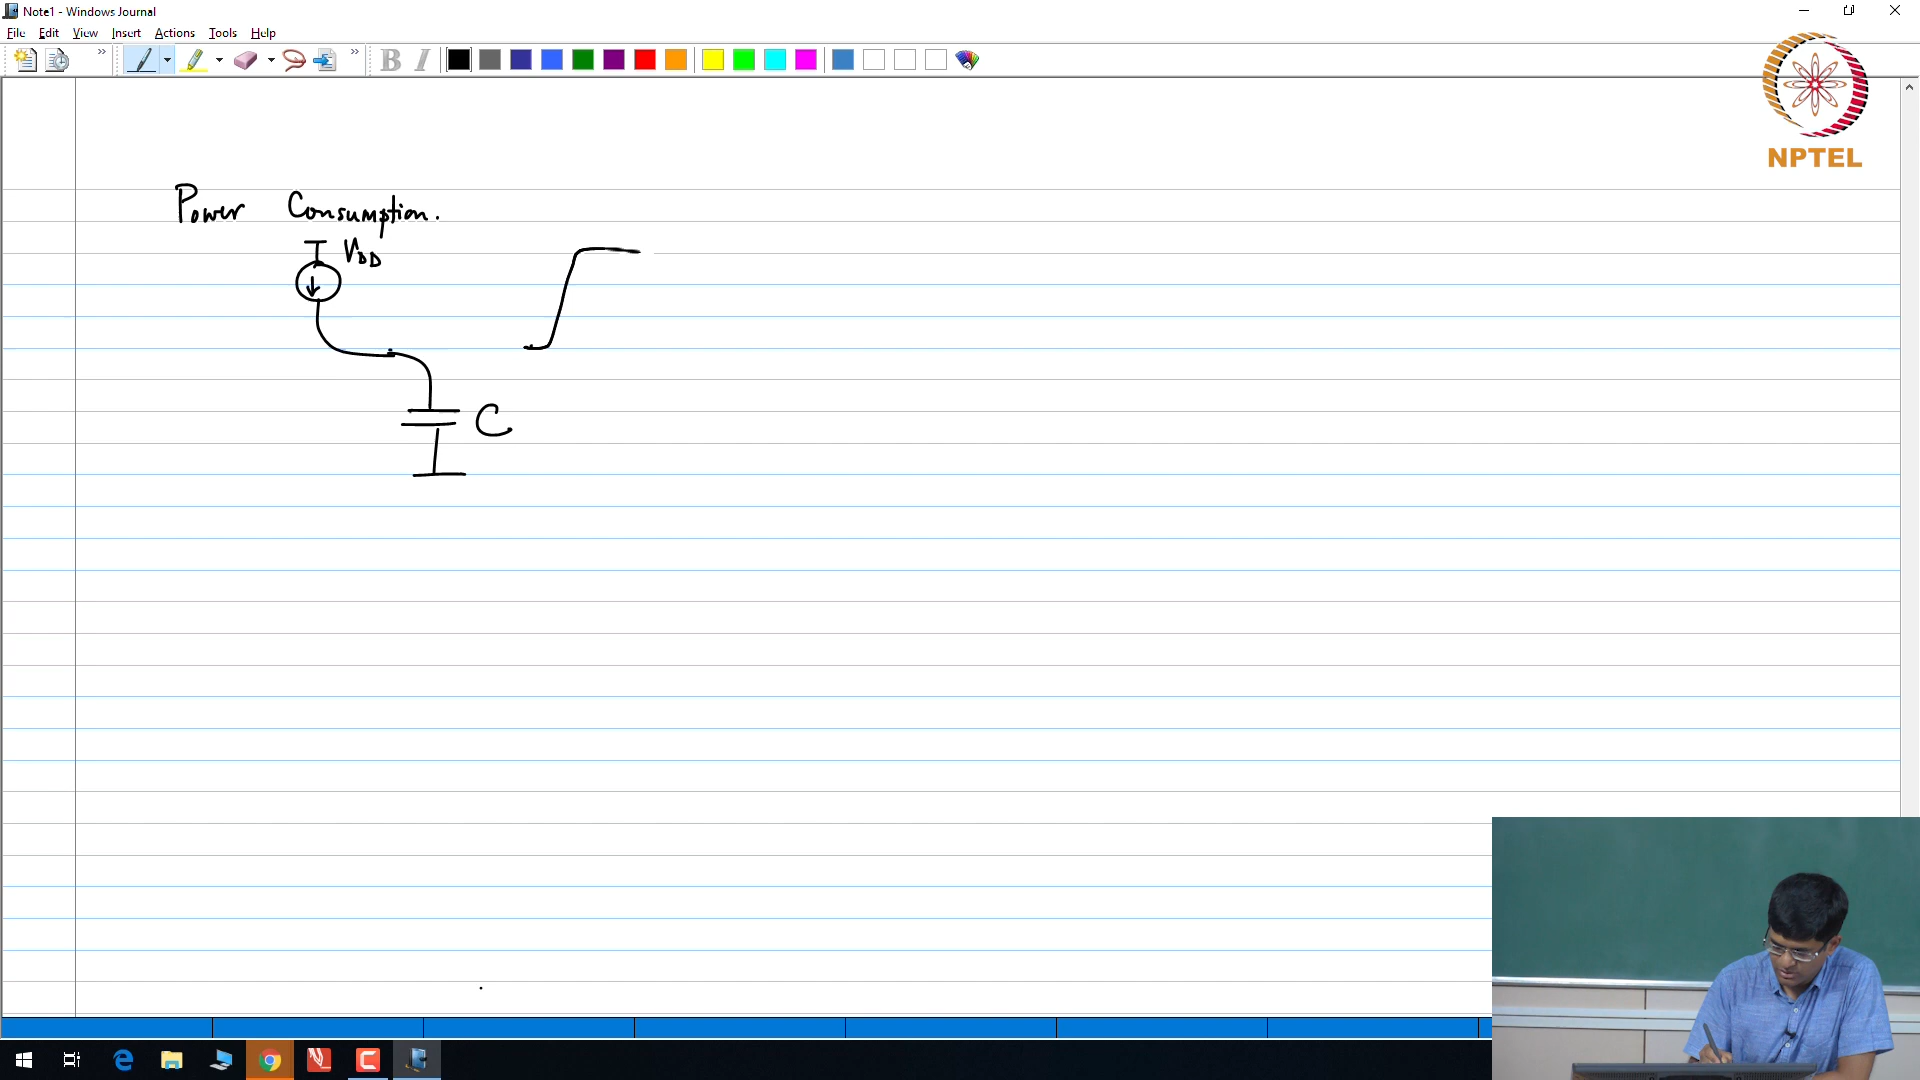 Note1 - Windows Journal
File Edit View Insert Actions Tools Help
B I
NPTEL
Power Consumption.
VDD
C